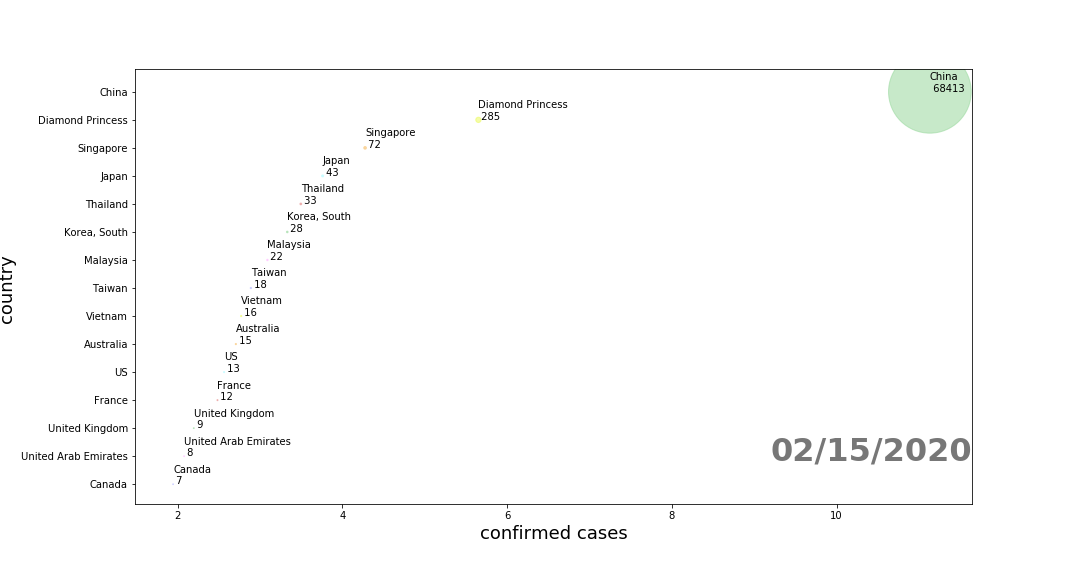 China
68413
China
Diamond Princess
285
Diamond Princess
Singapore
72
Singapore
Japan
43
Japan
Thailand
33
Thailand
Korea, South
28
Korea, South
Malaysia
22
Malaysia
Taiwan
18
Taiwan
Vietnam
16
Vietnam
Australia
15
Australia
US
13
US
France
12
France
United Kingdom
9
United Kingdom
United Arab Emirates
8
United Arab Emirates
Canada
7
Canada
02/15/2020
country
2 4 6 8 10
confirmed cases